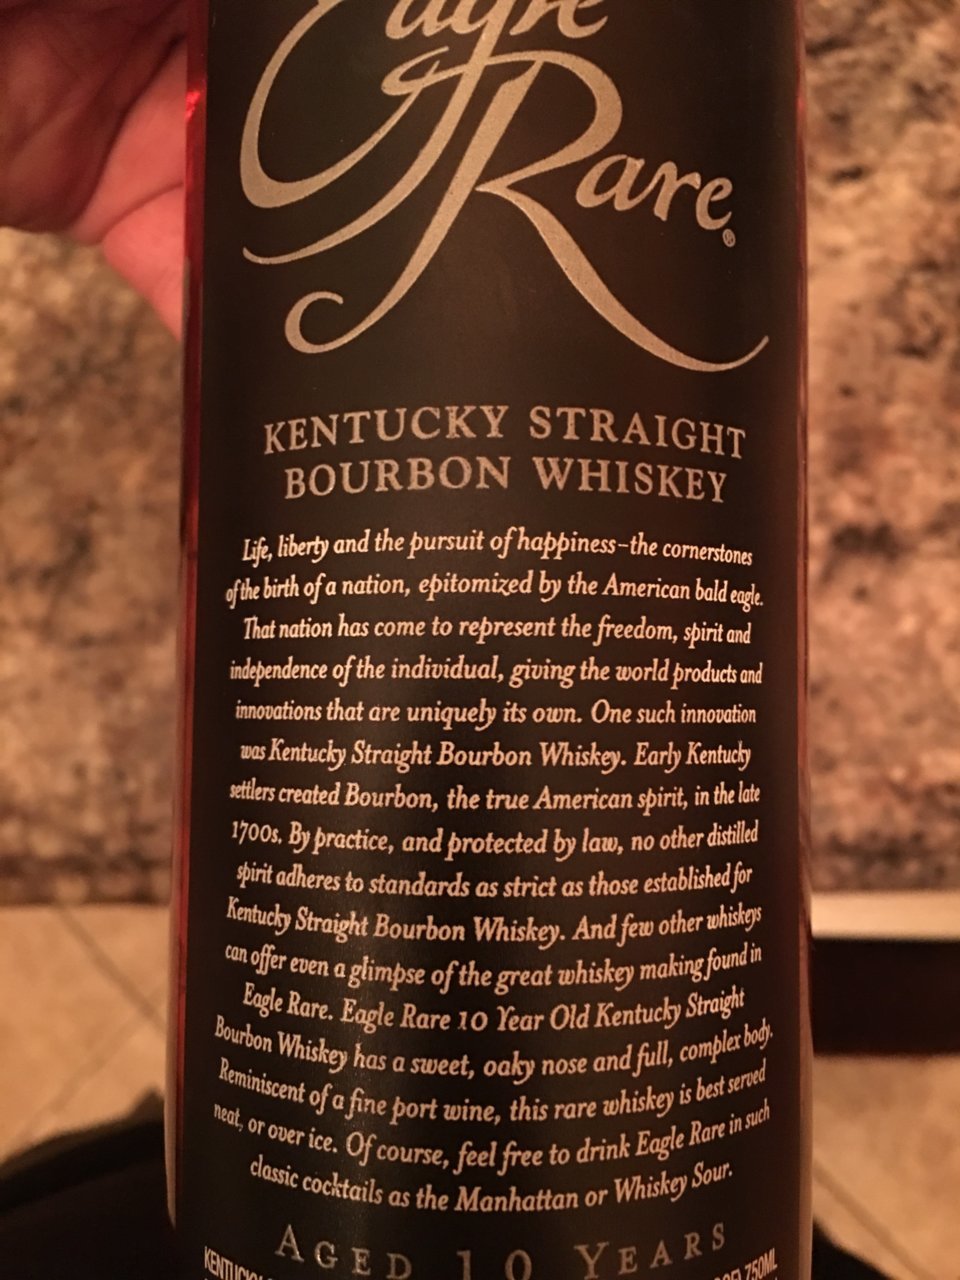 Eagle
Rare®
KENTUCKY STRAIGHT
BOURBON WHISKEY
Life, liberty and the pursuit of happiness–the cornerstones
of the birth of a nation, epitomized by the American bald eagle.
That nation has come to represent the freedom, spirit and
independence of the individual, giving the world products and
innovations that are uniquely its own. One such innovation
was Kentucky Straight Bourbon Whiskey. Early Kentucky
settlers created Bourbon, the true American spirit, in the late
1700s. By practice, and protected by law, no other distilled
spirit adheres to standards as strict as those established for
Kentucky Straight Bourbon Whiskey. And few other whiskeys
can offer even a glimpse of the great whiskey making found in
Eagle Rare. Eagle Rare 10 Year Old Kentucky Straight
Bourbon Whiskey has a sweet, oaky nose and full, complex body.
Reminiscent of a fine port wine, this rare whiskey is best served
neat, or over ice. Of course, feel free to drink Eagle Rare in such
classic cocktails as the Manhattan or Whiskey Sour.
AGED 10 YEARS
750ML